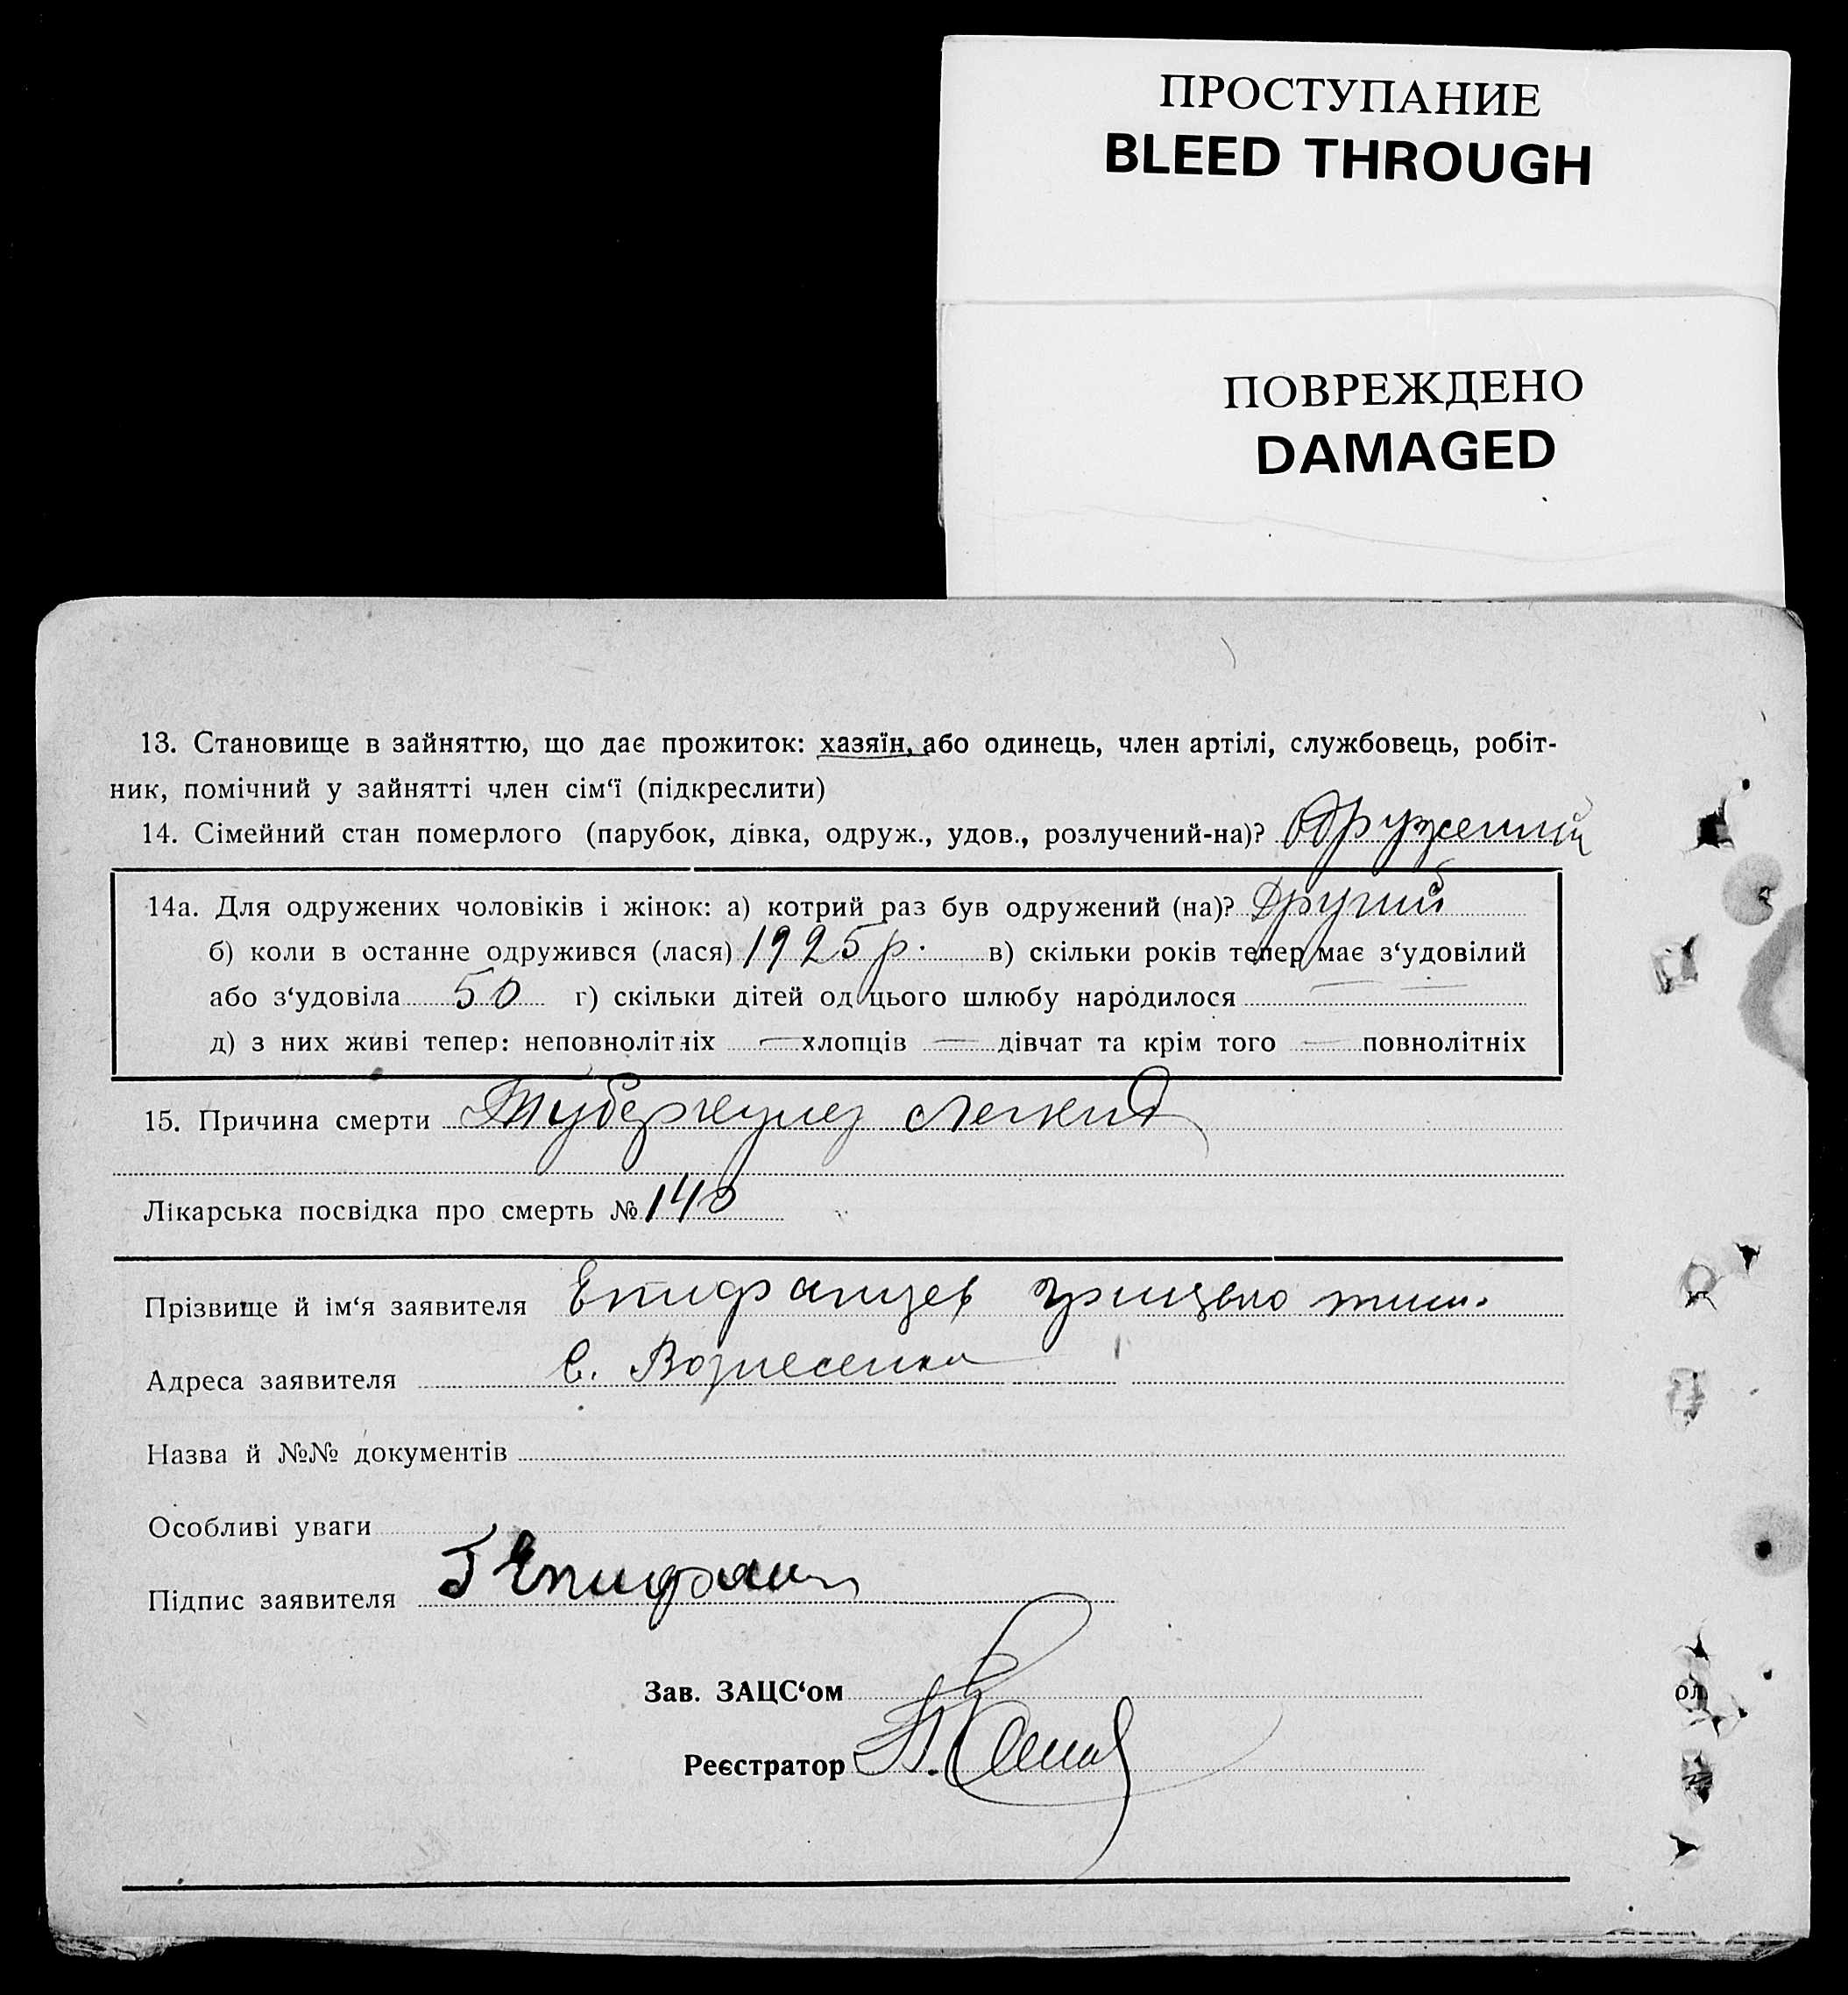 ПРОСТУПАНИЕ
BLEED THROUGH
ПОВРЕЖДЕНО
DAMAGED
13. Становище в зайняттю, що дає прожиток: хазяїн, або одинець, член артілі, службовець, робіт-
ник, помічний у зайнятті член сім‘ї (підкреслити)
14. Сімейний стан померлого (парубок, дівка, одруж., удов., розлучений-на)? Одружений
14а. Для одружених чоловіків і жінок: а) котрий раз був одружений (на)? Другий
б) коли в останне одружився (лася) 1925 р. в) скільки років тепер має з‘удовілий
або з‘удовіла 50 г) скільки дітей од цього шлюбу народилося — —
д) з них живі тепер: неповнолітніх — хлопців — дівчат та крім того — повнолітніх
15. Причина смерти Туберкулез легких
Лікарська посвідка про смерть № 140
Прізвище й ім‘я заявителя Епифанцев
Адреса заявителя С. Вознесенка
Назва й №№ документів
Особливі уваги
Підпис заявителя Г Епифан
Зав. ЗАЦС‘ом
Реєстратор